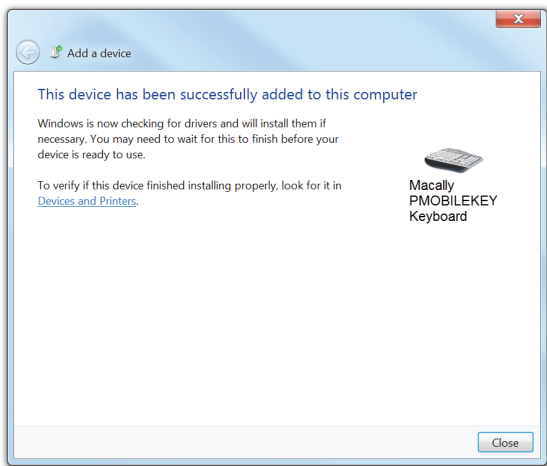 X
Add a device
This device has been successfully added to this computer
Windows is now checking for drivers and will install them if
necessary. You may need to wait for this to finish before your
device is ready to use.
To verify if this device finished installing properly, look for it in
Devices and Printers.
Macally
PMOBILEKEY
Keyboard
Close